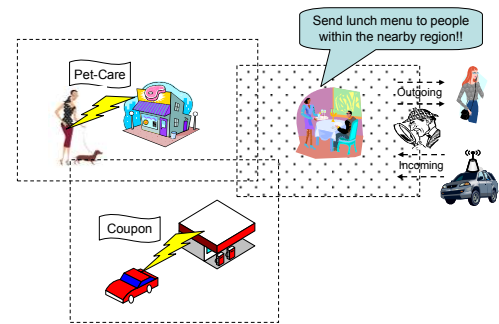 Send lunch menu to people
within the nearby region!!
Pet-Care
Outgoing
Incoming
Coupon